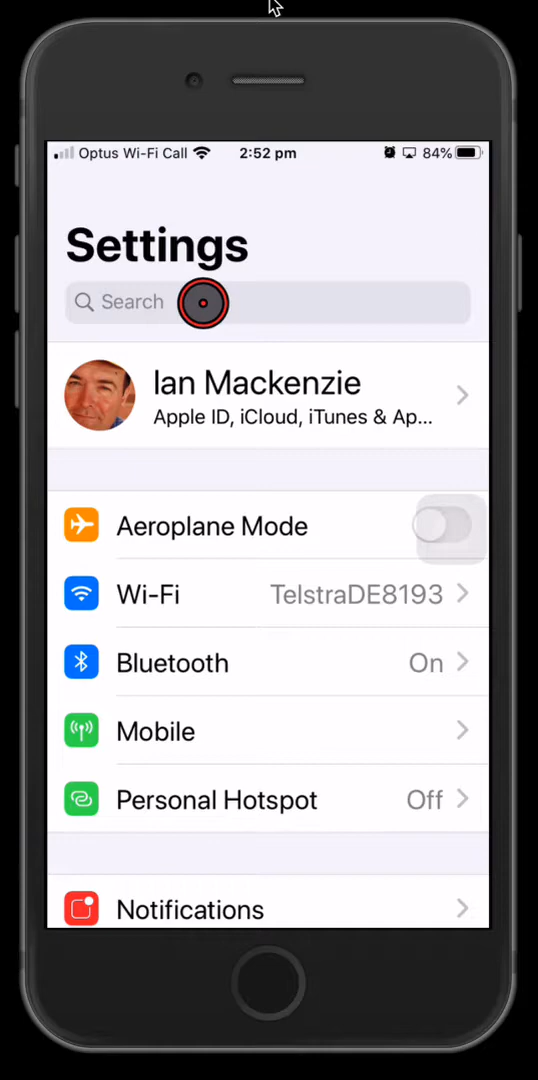 Optus Wi-Fi Call 2:52 pm 84%
Settings
Search
Ian Mackenzie
Apple ID, iCloud, iTunes & Ap...
Aeroplane Mode
Wi-Fi TelstraDE8193
Bluetooth On
Mobile
Personal Hotspot Off
Notifications